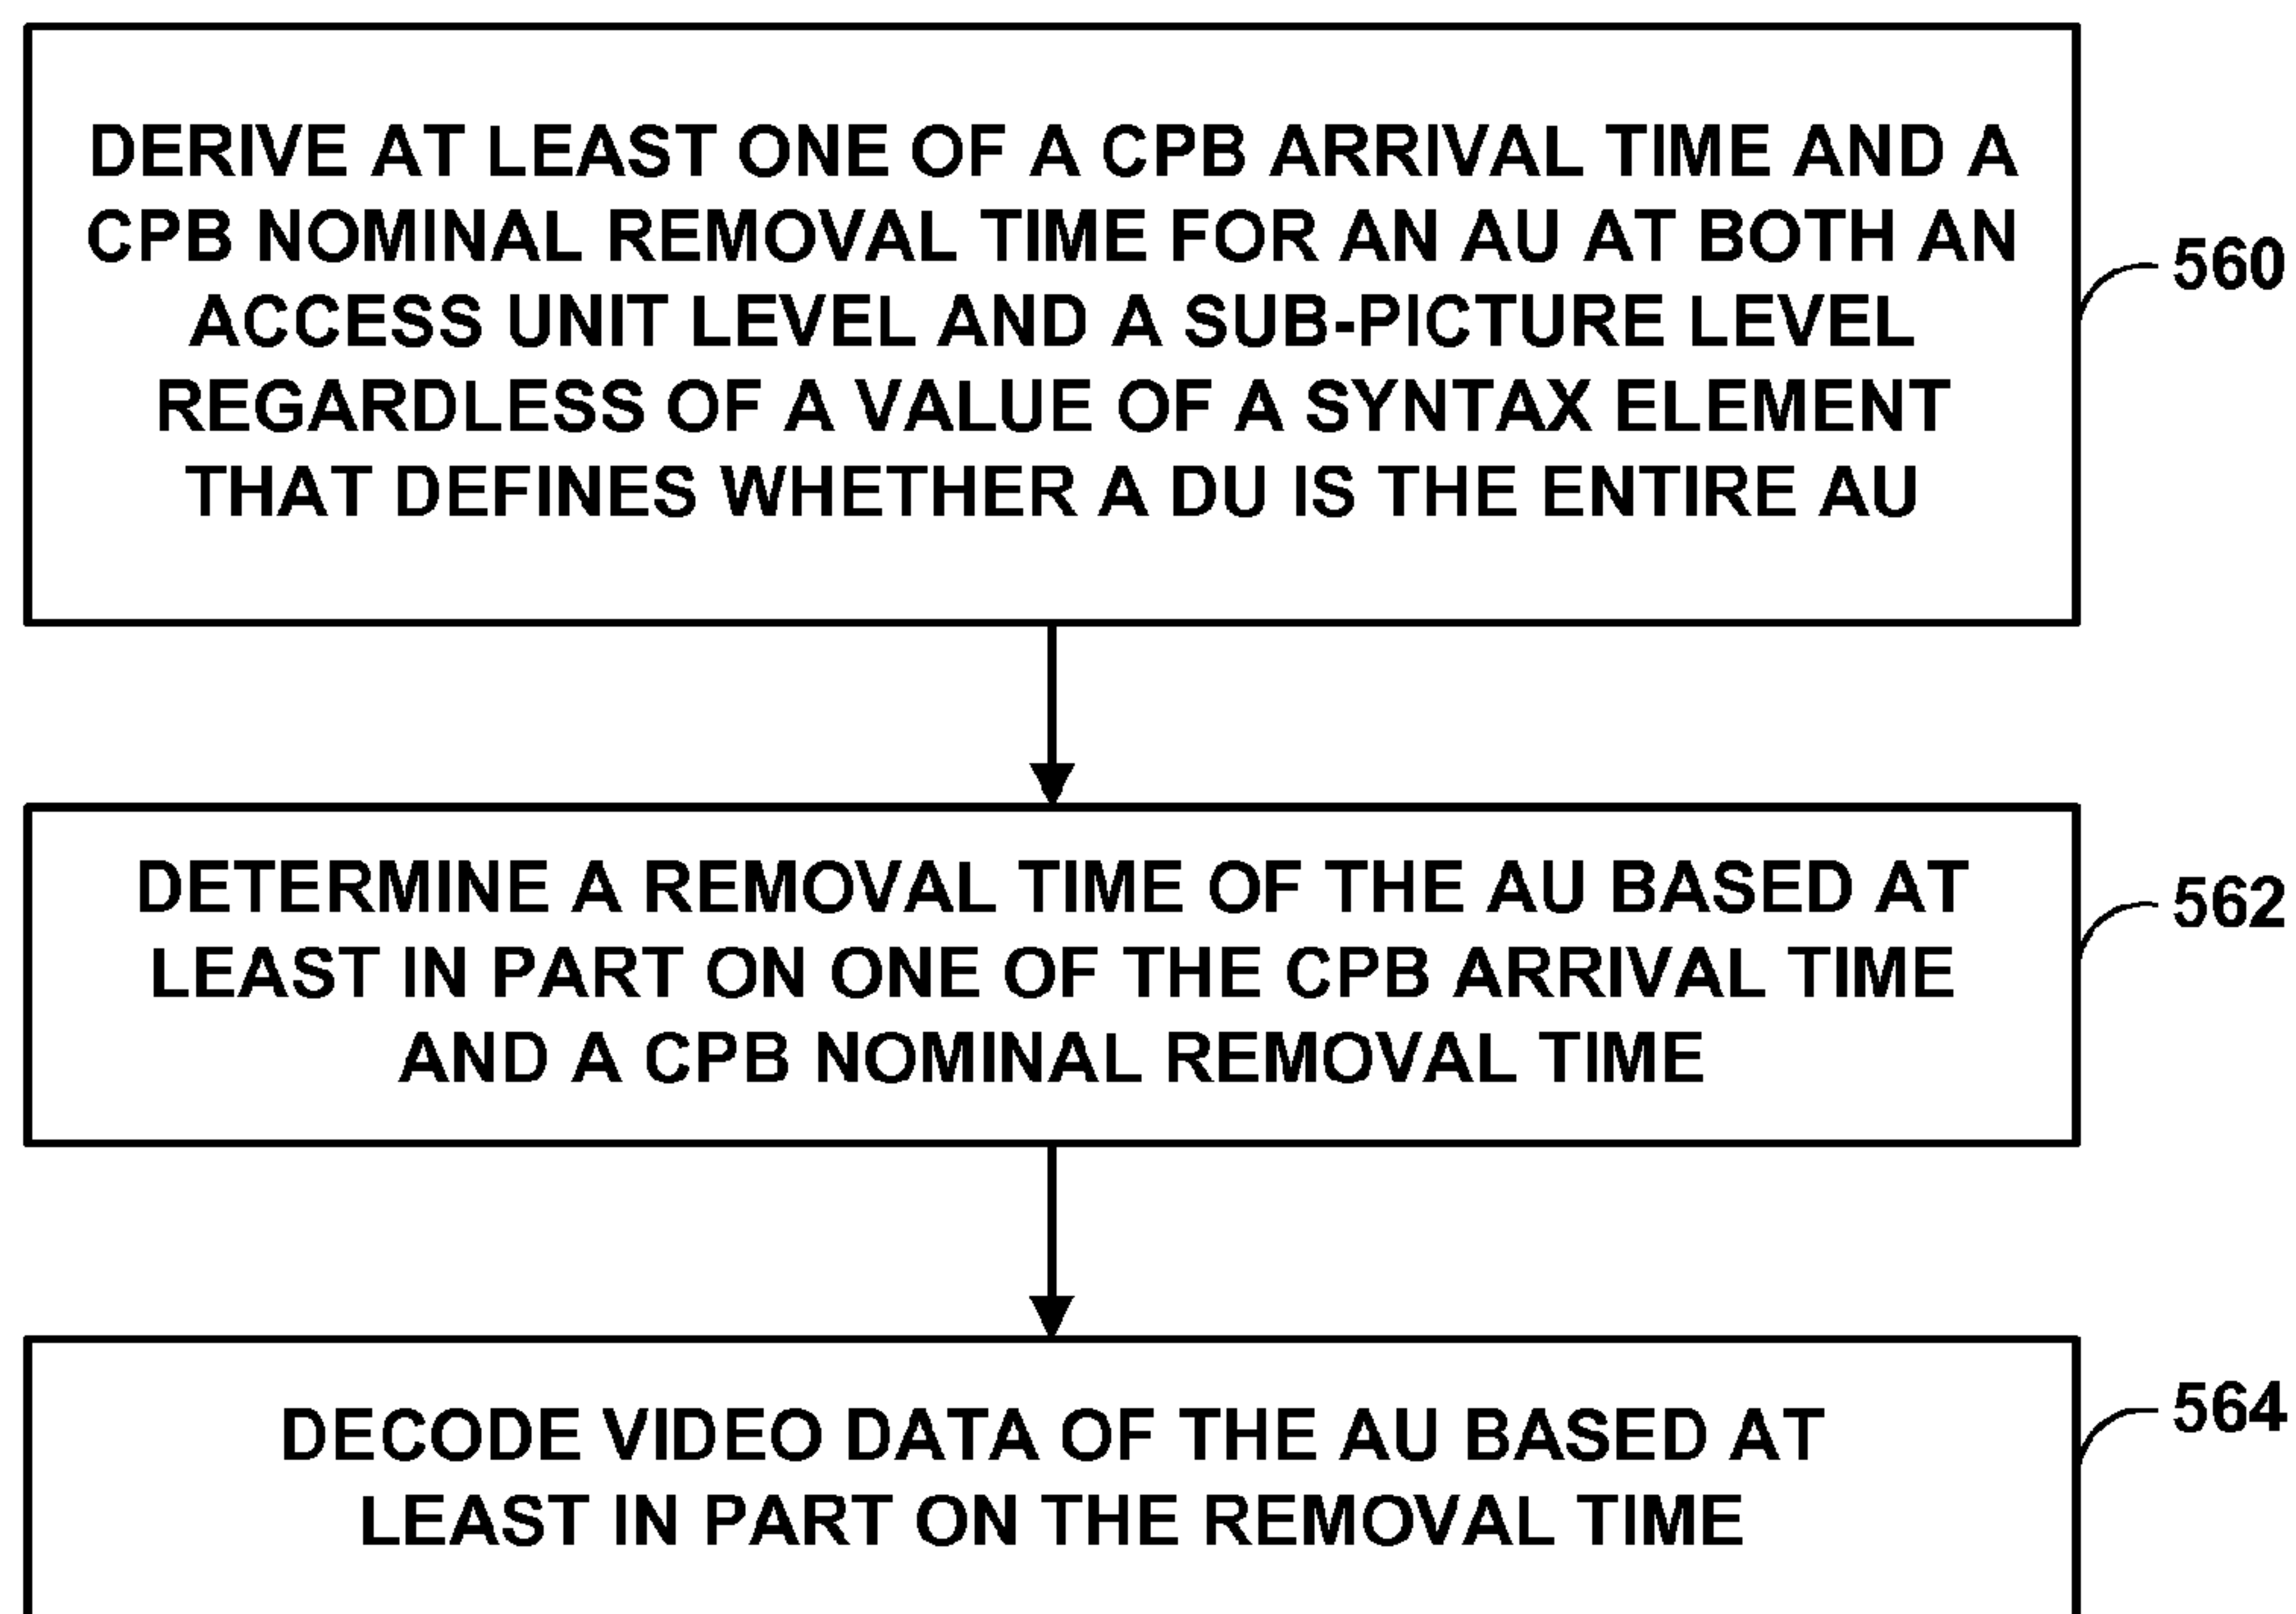 DERIVE AT LEAST ONE OF A CPB ARRIVAL TIME AND A
CPB NOMINAL REMOVAL TIME FOR AN AU AT BOTH AN
ACCESS UNIT LEVEL AND A SUB-PICTURE LEVEL
REGARDLESS OF A VALUE OF A SYNTAX ELEMENT
THAT DEFINES WHETHER A DU IS THE ENTIRE AU
560
DETERMINE A REMOVAL TIME OF THE AU BASED AT
LEAST IN PART ON ONE OF THE CPB ARRIVAL TIME
AND A CPB NOMINAL REMOVAL TIME
562
DECODE VIDEO DATA OF THE AU BASED AT
LEAST IN PART ON THE REMOVAL TIME
564